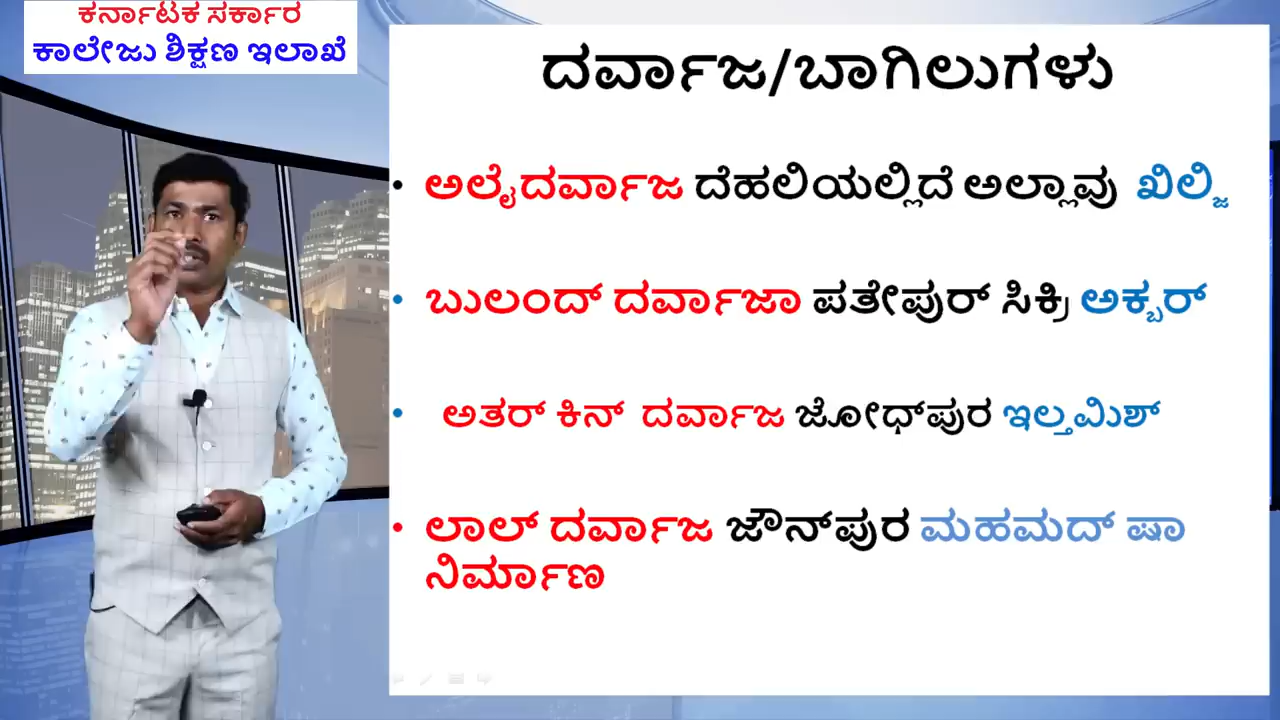 ಕರ್ನಾಟಕ ಸರ್ಕಾರ
ಕಾಲೇಜು ಶಿಕ್ಷಣ ಇಲಾಖೆ
ದರ್ವಾಜ/ಬಾಗಿಲುಗಳು
• ಅಲೈದರ್ವಾಜ ದೆಹಲಿಯಲ್ಲಿದೆ ಅಲ್ಲಾವು ಖಿಲ್ಜಿ
• ಬುಲಂದ್ ದರ್ವಾಜಾ ಪತೇಪುರ್ ಸಿಕ್ರಿ ಅಕ್ಬರ್
• ಅತರ್ ಕಿನ್ ದರ್ವಾಜ ಜೋಧ್‌ಪುರ ಇಲ್ತಮಿಶ್
• ಲಾಲ್ ದರ್ವಾಜ ಜೌನ್‌ಪುರ ಮಹಮದ್ ಷಾ
ನಿರ್ಮಾಣ